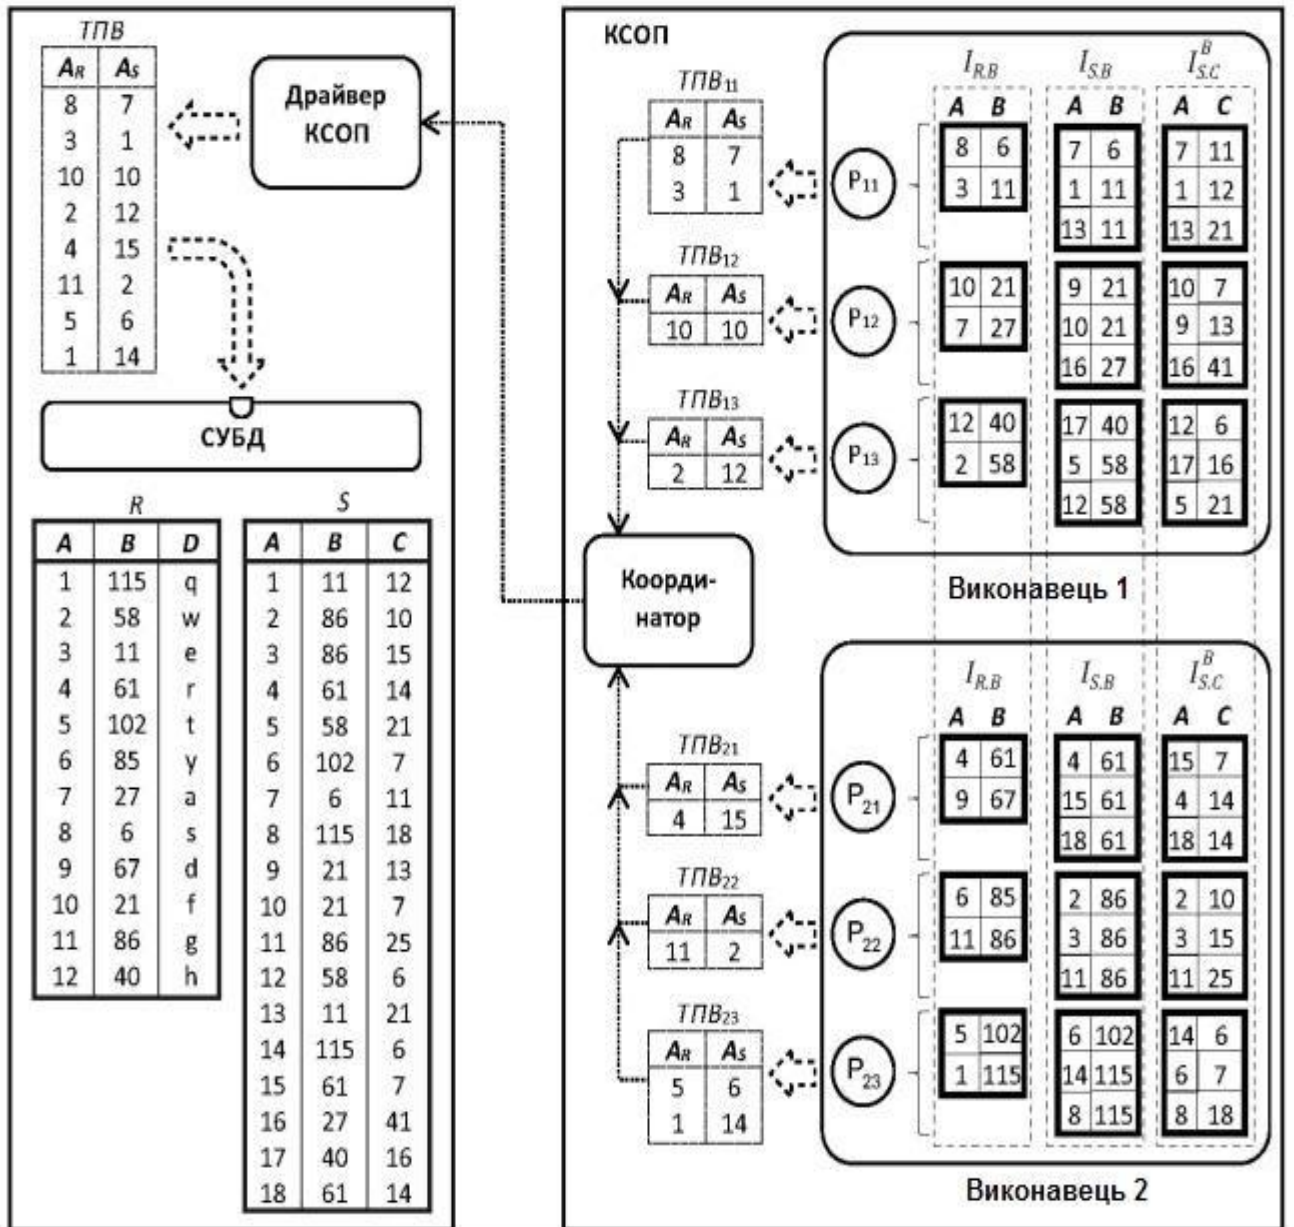 ТПВ
AR AS
8 7
3 1
10 10
2 12
4 15
11 2
5 6
1 14
Драйвер
КСОП
СУБД
R
A B D
1 115 q
2 58 w
3 11 e
4 61 r
5 102 t
6 85 y
7 27 a
8 6 s
9 67 d
10 21 f
11 86 g
12 40 h
S
A B C
1 11 12
2 86 10
3 86 15
4 61 14
5 58 21
6 102 7
7 6 11
8 115 18
9 21 13
10 21 7
11 86 25
12 58 6
13 11 21
14 115 6
15 61 7
16 27 41
17 40 16
18 61 14
КСОП
ТПВ11
AR AS
8 7
3 1
ТПВ12
AR AS
10 10
ТПВ13
AR AS
2 12
Коорди-
натор
ТПВ21
AR AS
4 15
ТПВ22
AR AS
11 2
ТПВ23
AR AS
5 6
1 14
IR.B IS.B IBS.C
A B A B A C
P11
8 6 7 6 7 11
3 11 1 11 1 12
13 11 13 21
P12
10 21 9 21 10 7
7 27 10 21 9 13
16 27 16 41
P13
12 40 17 40 12 6
2 58 5 58 17 16
12 58 5 21
Виконавець 1
IR.B IS.B IBS.C
A B A B A C
P21
4 61 4 61 15 7
9 67 15 61 4 14
18 61 18 14
P22
6 85 2 86 2 10
11 86 3 86 3 15
11 86 11 25
P23
5 102 6 102 14 6
1 115 14 115 6 7
8 115 8 18
Виконавець 2